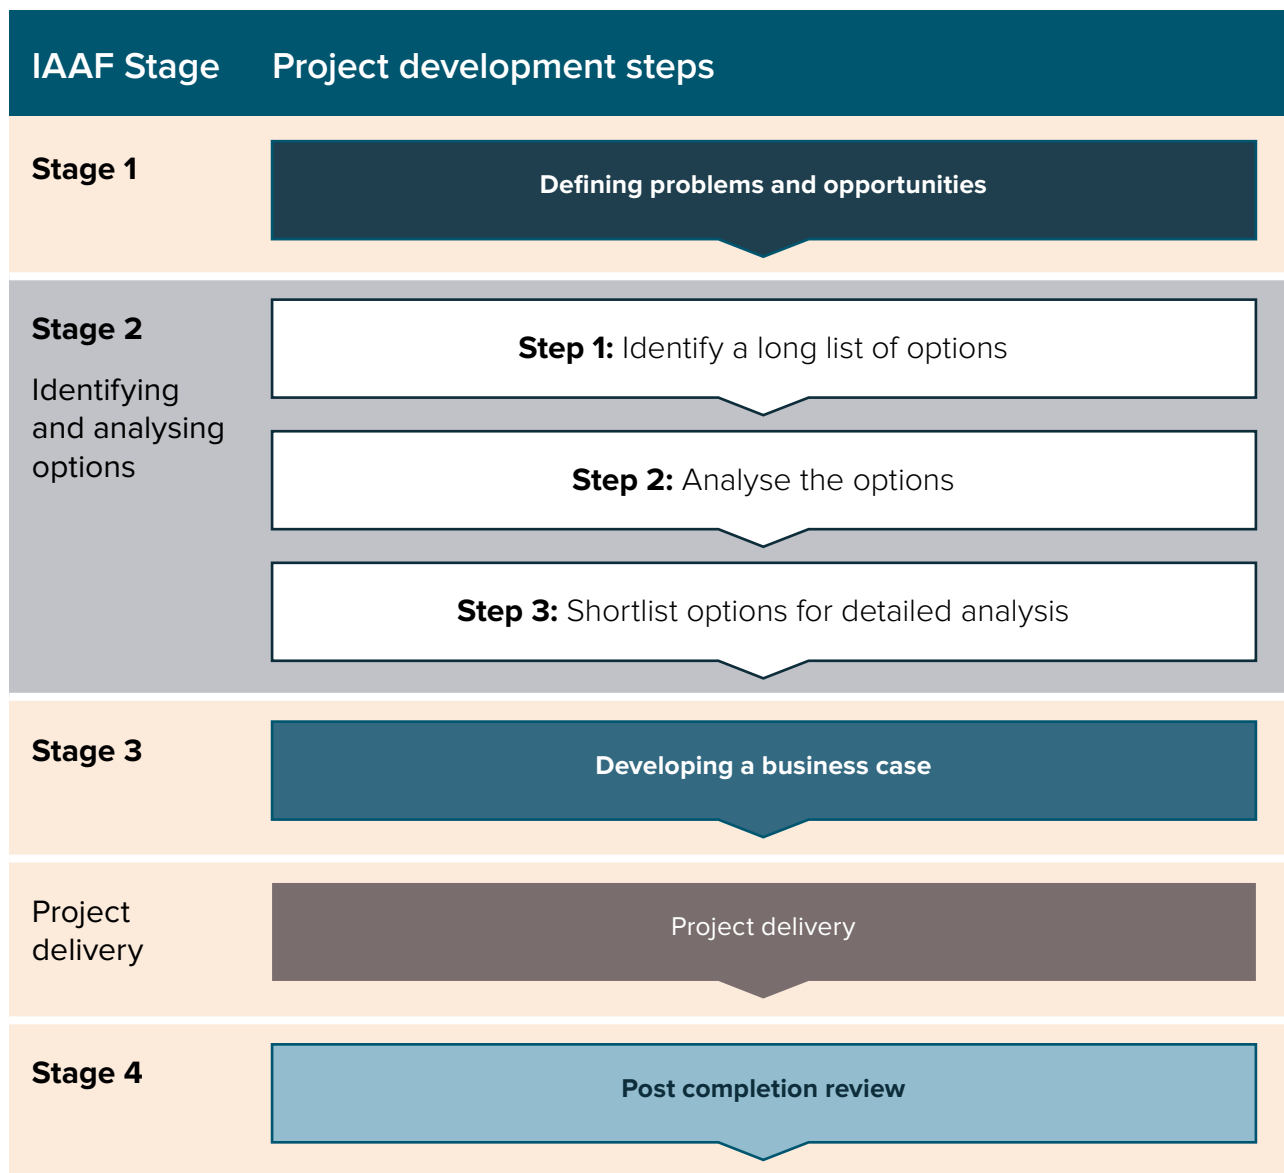 IAAF Stage
Project development steps
Stage 1
Defining problems and opportunities
Stage 2
Identifying
and analysing
options
Step 1: Identify a long list of options
Step 2: Analyse the options
Step 3: Shortlist options for detailed analysis
Stage 3
Developing a business case
Project
delivery
Project delivery
Stage 4
Post completion review